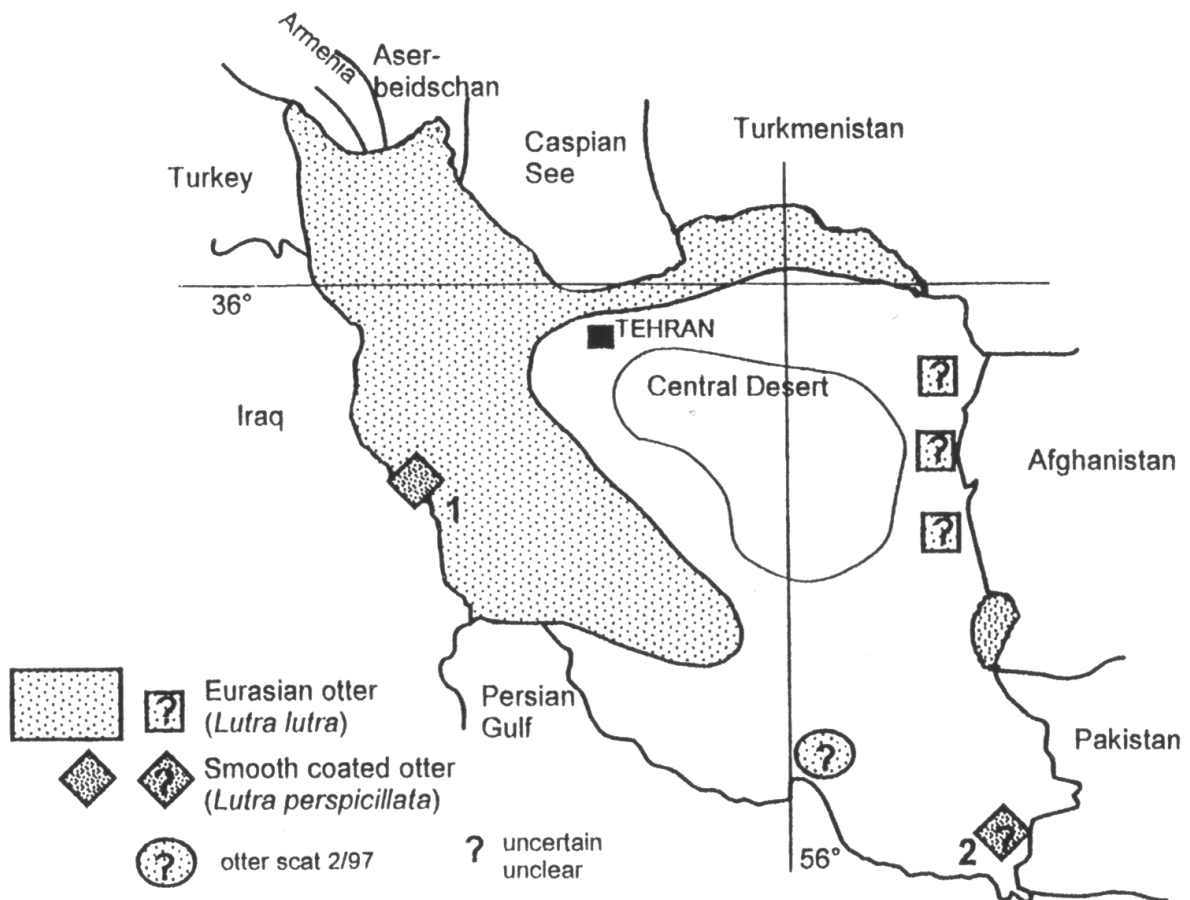 Armenia
Aser-
beidschan
Caspian
See
Turkmenistan
Turkey
36°
TEHRAN
Central Desert
?
Iraq
?
Afghanistan
1
?
Eurasian otter
(Lutra lutra)
?
Persian
Gulf
Smooth coated otter
(Lutra perspicillata)
?
?
Pakistan
otter scat 2/97
?
? uncertain
unclear
56°
2
?